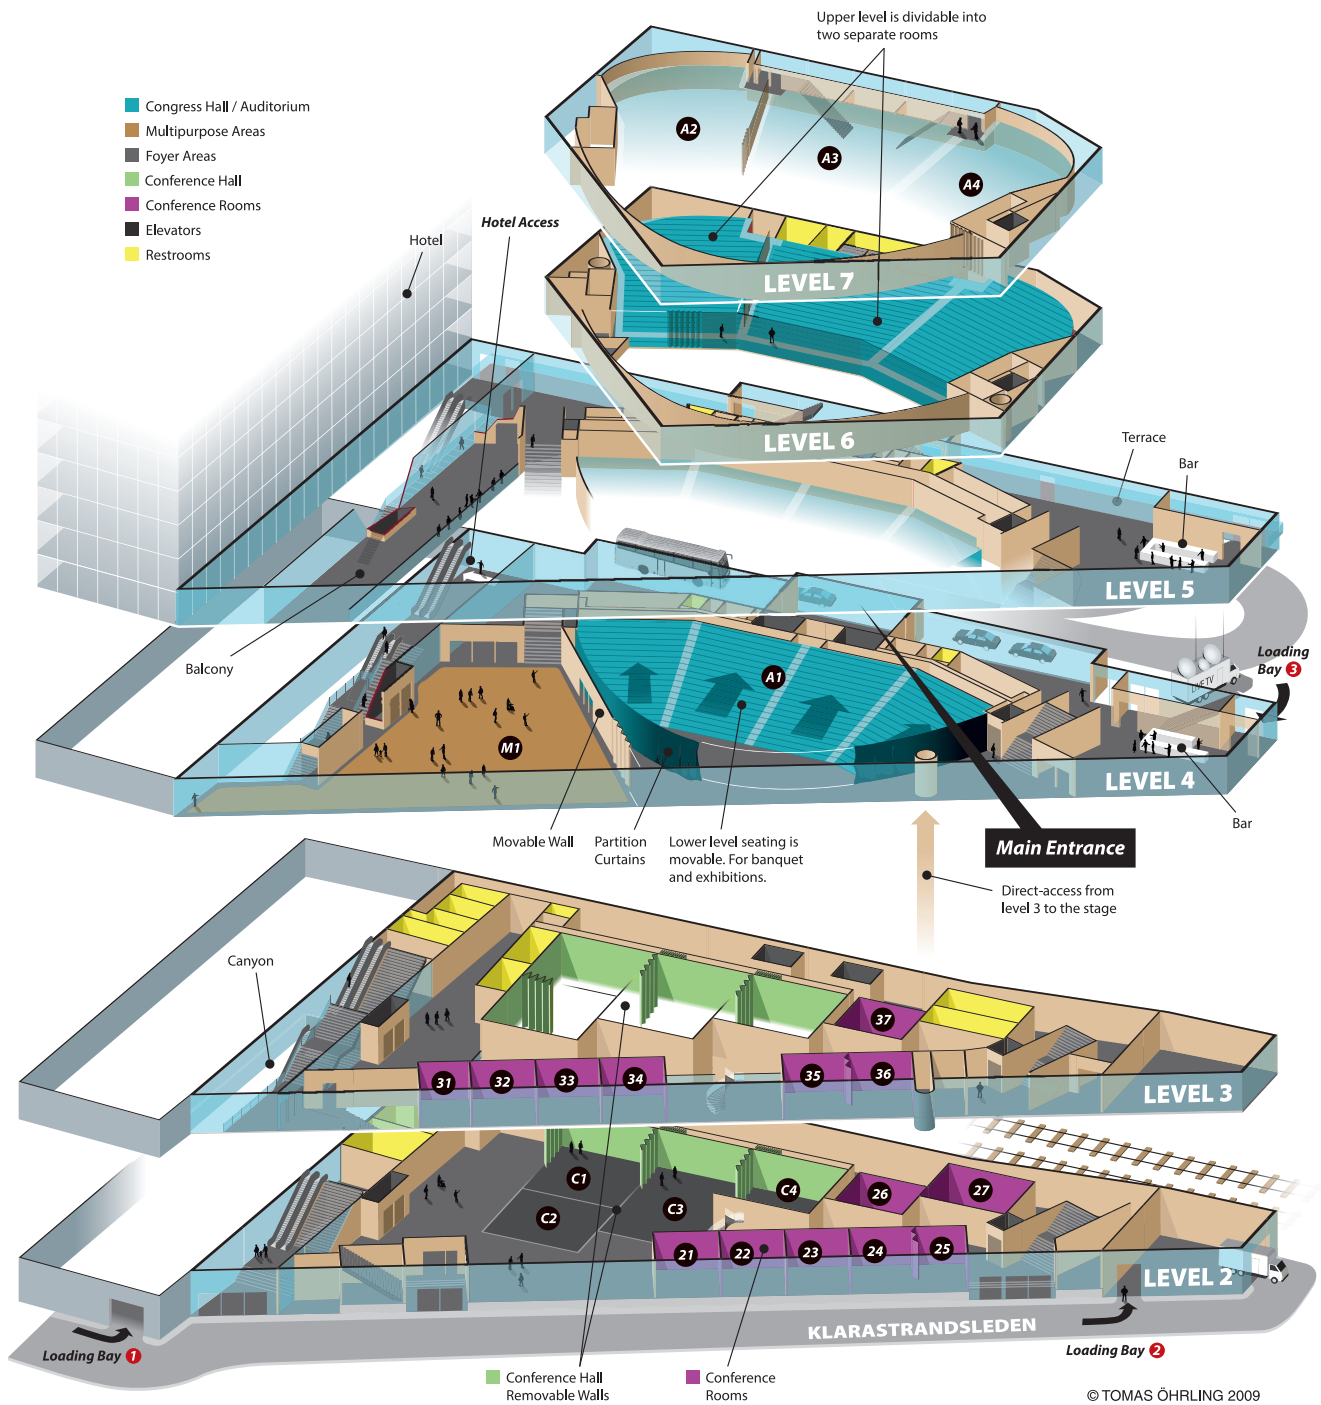 Upper level is dividable into
two separate rooms
Congress Hall / Auditorium
Multipurpose Areas
Foyer Areas
Conference Hall
Conference Rooms
Elevators
Restrooms
Hotel
Hotel Access
A2
A3
A4
LEVEL 7
LEVEL 6
Terrace
Bar
LEVEL 5
Balcony
A1
M1
LIVE TV
Loading
Bay 3
LEVEL 4
Bar
Movable Wall
Partition
Curtains
Lower level seating is
movable. For banquet
and exhibitions.
Main Entrance
Direct-access from
level 3 to the stage
Canyon
31
32
33
34
35
36
37
LEVEL 3
C1
C2
C3
C4
26
27
21
22
23
24
25
LEVEL 2
KLARASTRANDSLEDEN
Loading Bay 1
Loading Bay 2
Conference Hall
Removable Walls
Conference
Rooms
© TOMAS ÖHRLING 2009